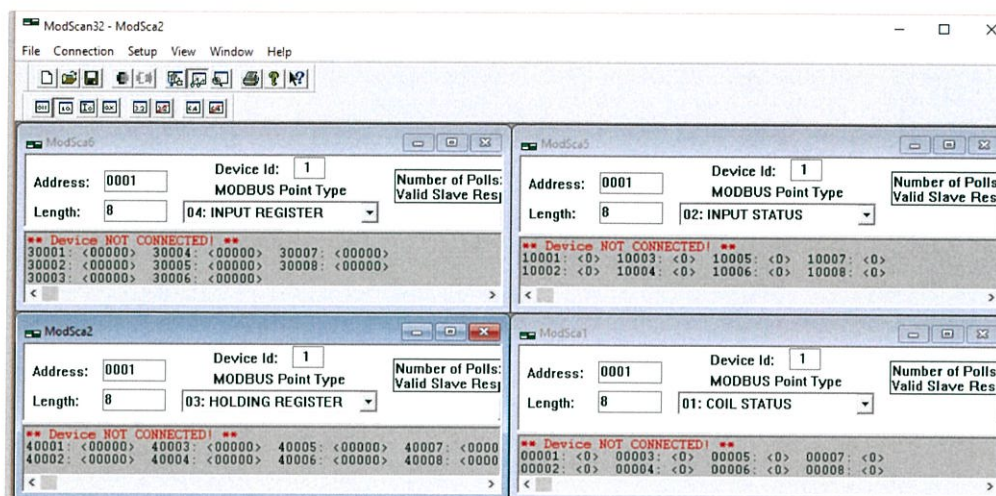 ModScan32 - ModSca2
File Connection Setup View Window Help
ModSca6
Address: 0001
Device Id: 1
MODBUS Point Type
Length: 8
04: INPUT REGISTER
Number of Polls:
Valid Slave Resp
** Device NOT CONNECTED! **
30001: <00000> 30004: <00000> 30007: <00000>
30002: <00000> 30005: <00000> 30008: <00000>
30003: <00000> 30006: <00000>
ModSca5
Address: 0001
Device Id: 1
MODBUS Point Type
Length: 8
02: INPUT STATUS
Number of Polls
Valid Slave Res
** Device NOT CONNECTED! **
10001: <0> 10003: <0> 10005: <0> 10007: <0>
10002: <0> 10004: <0> 10006: <0> 10008: <0>
ModSca2
Address: 0001
Device Id: 1
MODBUS Point Type
Length: 8
03: HOLDING REGISTER
Number of Polls:
Valid Slave Resp
** Device NOT CONNECTED! **
40001: <00000> 40003: <00000> 40005: <00000> 40007: <0000
40002: <00000> 40004: <00000> 40006: <00000> 40008: <0000
ModSca1
Address: 0001
Device Id: 1
MODBUS Point Type
Length: 8
01: COIL STATUS
Number of Polls
Valid Slave Res
** Device NOT CONNECTED! **
00001: <0> 00003: <0> 00005: <0> 00007: <0>
00002: <0> 00004: <0> 00006: <0> 00008: <0>